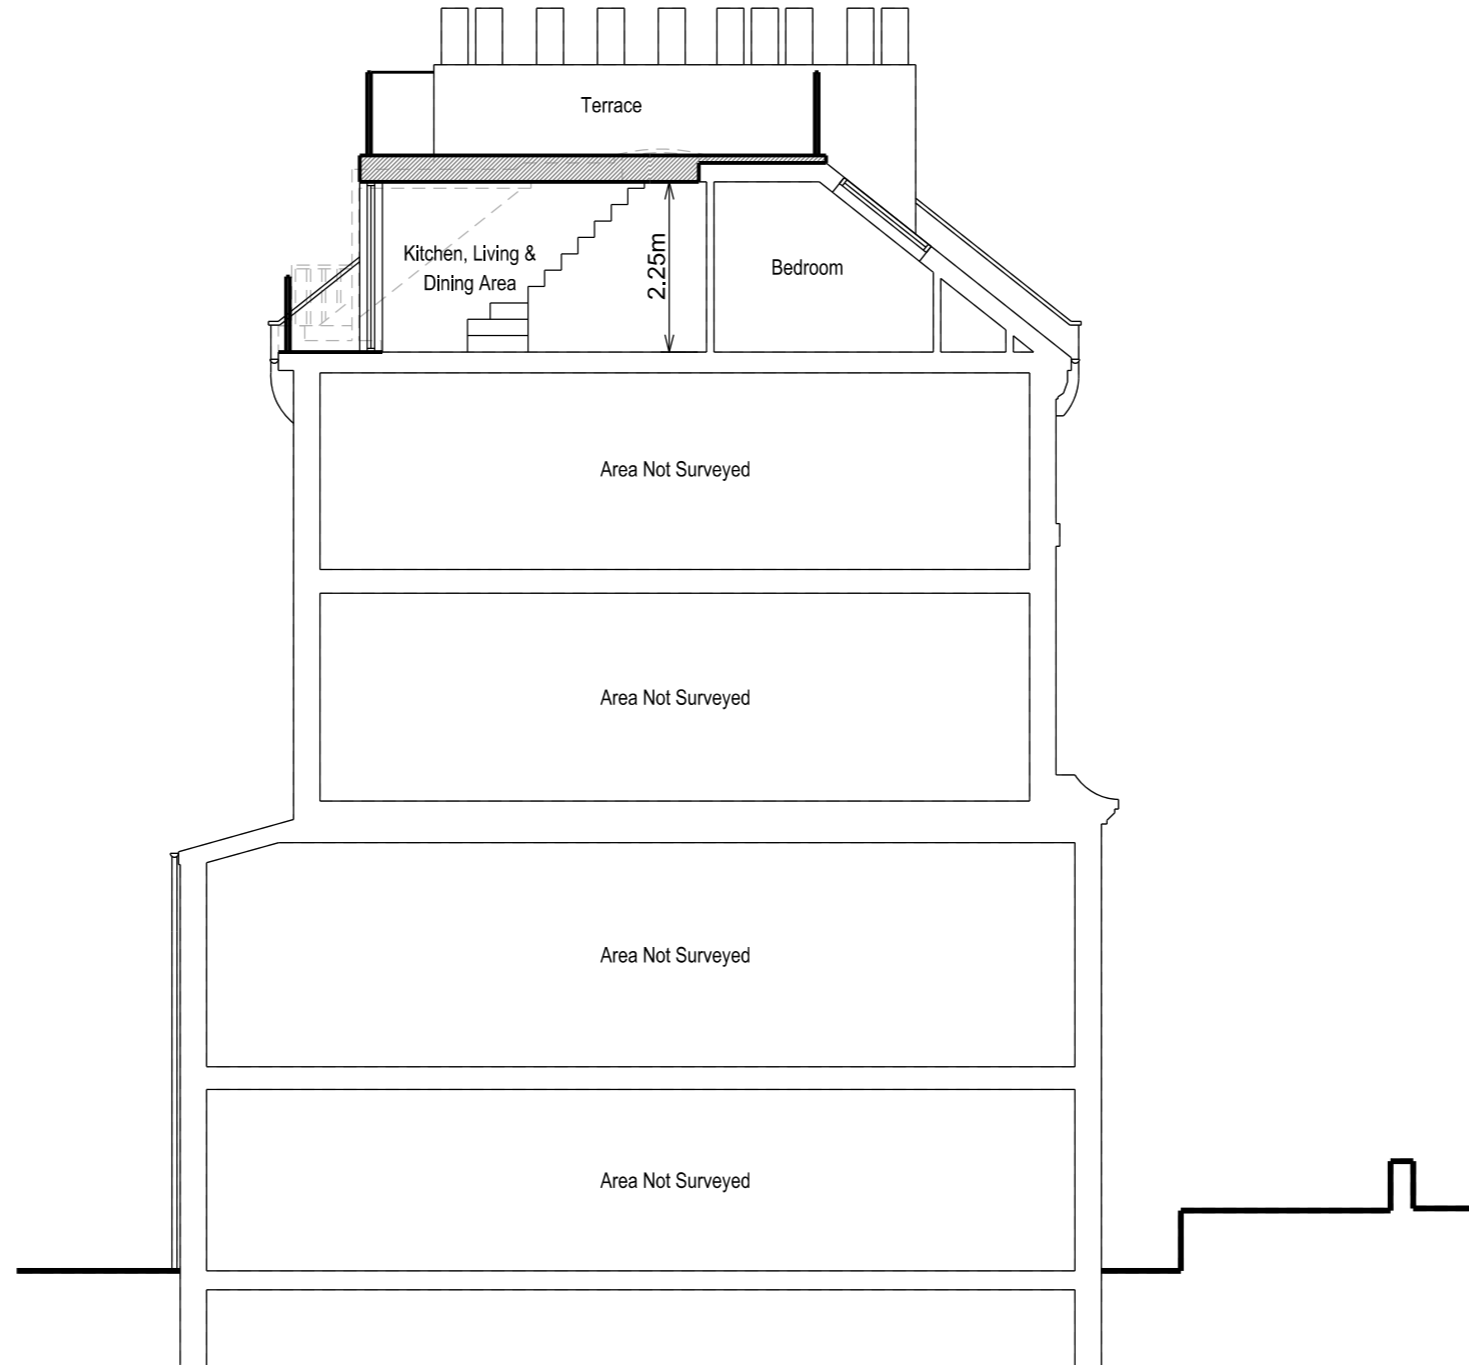 Terrace
Kitchen, Living &
Dining Area
2.25m
Bedroom
Area Not Surveyed
Area Not Surveyed
Area Not Surveyed
Area Not Surveyed